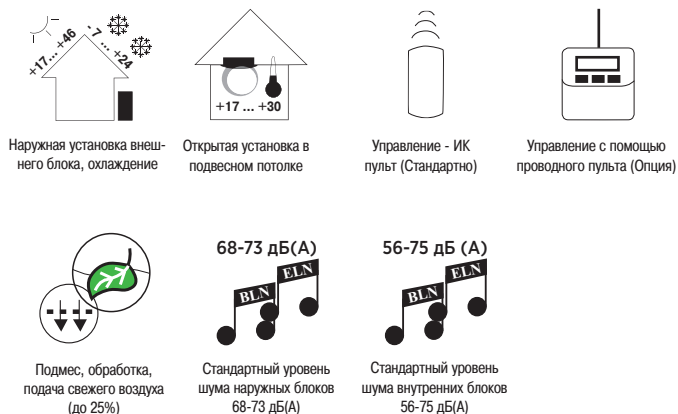 +17... +46
-7 ... +24
+17 ... +30
Наружная установка внеш-
него блока, охлаждение
Открытая установка в
подвесном потолке
Управление - ИК
пульт (Стандартно)
Управление с помощью
проводного пульта (Опция)
68-73 дБ(А)
BLN
ELN
56-75 дБ (А)
BLN
ELN
Подмес, обработка,
подача свежего воздуха
(до 25%)
Стандартный уровень
шума наружных блоков
68-73 дБ(А)
Стандартный уровень
шума внутренних блоков
56-75 дБ(А)